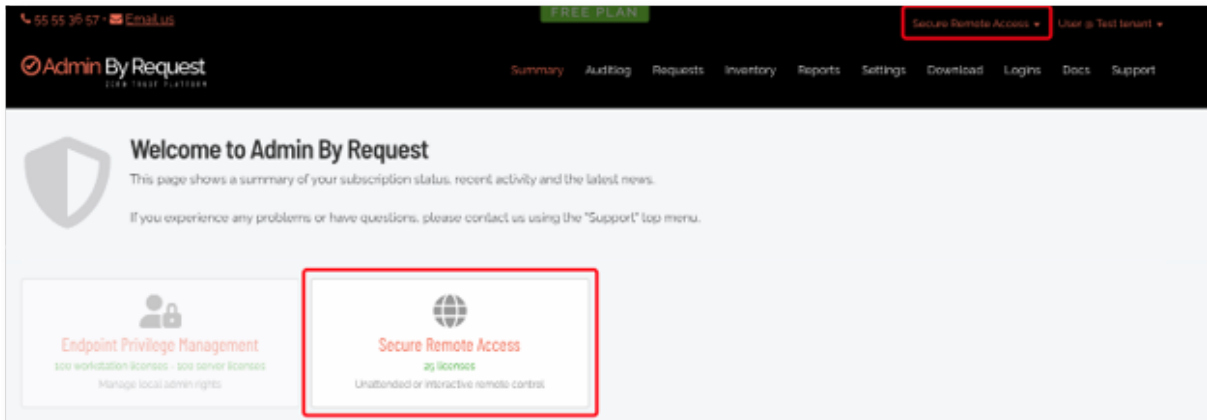 55 55 36 57 • Email us
FREE PLAN
Secure Remote Access
User @ Test tenant
Admin By Request
ZERO TRUST PLATFORM
Summary Auditlog Requests Inventory Reports Settings Download Logins Docs Support
Welcome to Admin By Request
This page shows a summary of your subscription status, recent activity and the latest news.
If you experience any problems or have questions, please contact us using the "Support" top menu.
Endpoint Privilege Management
100 workstation licenses - 100 server licenses
Manage local admin rights
Secure Remote Access
25 licenses
Unattended or interactive remote control